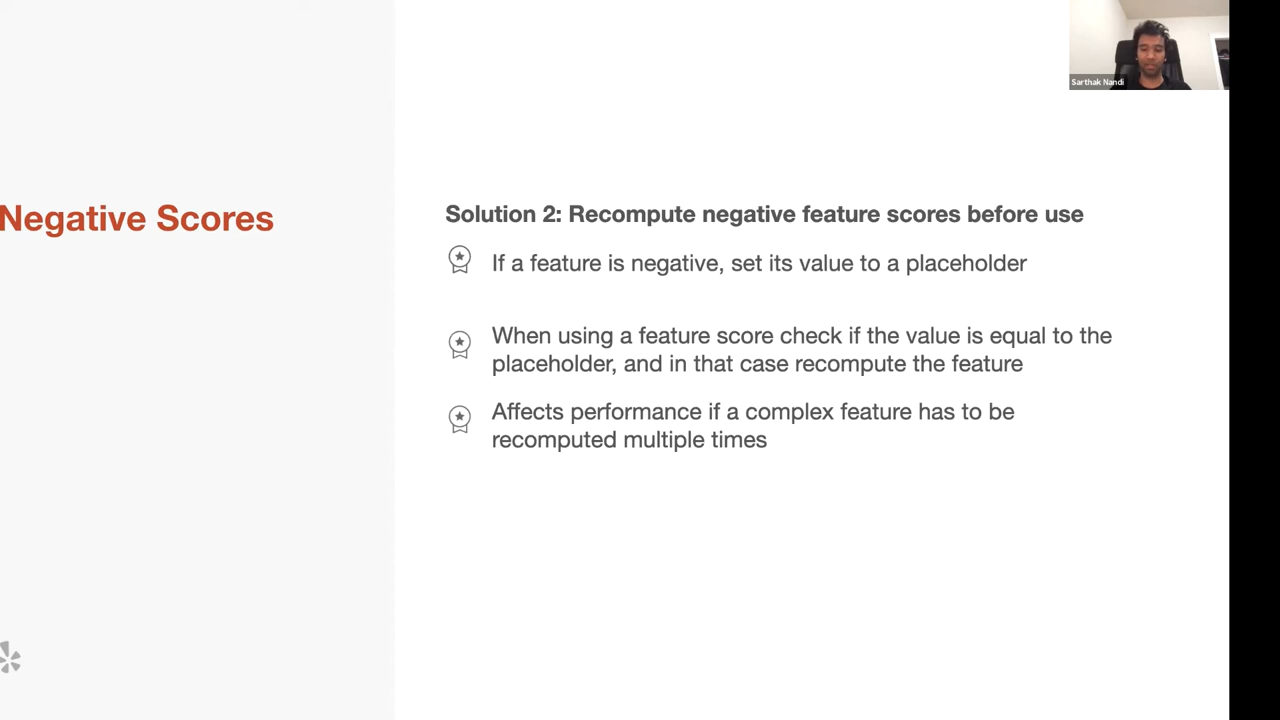 Sarthak Nandi
Negative Scores
Solution 2: Recompute negative feature scores before use
If a feature is negative, set its value to a placeholder
When using a feature score check if the value is equal to the
placeholder, and in that case recompute the feature
Affects performance if a complex feature has to be
recomputed multiple times